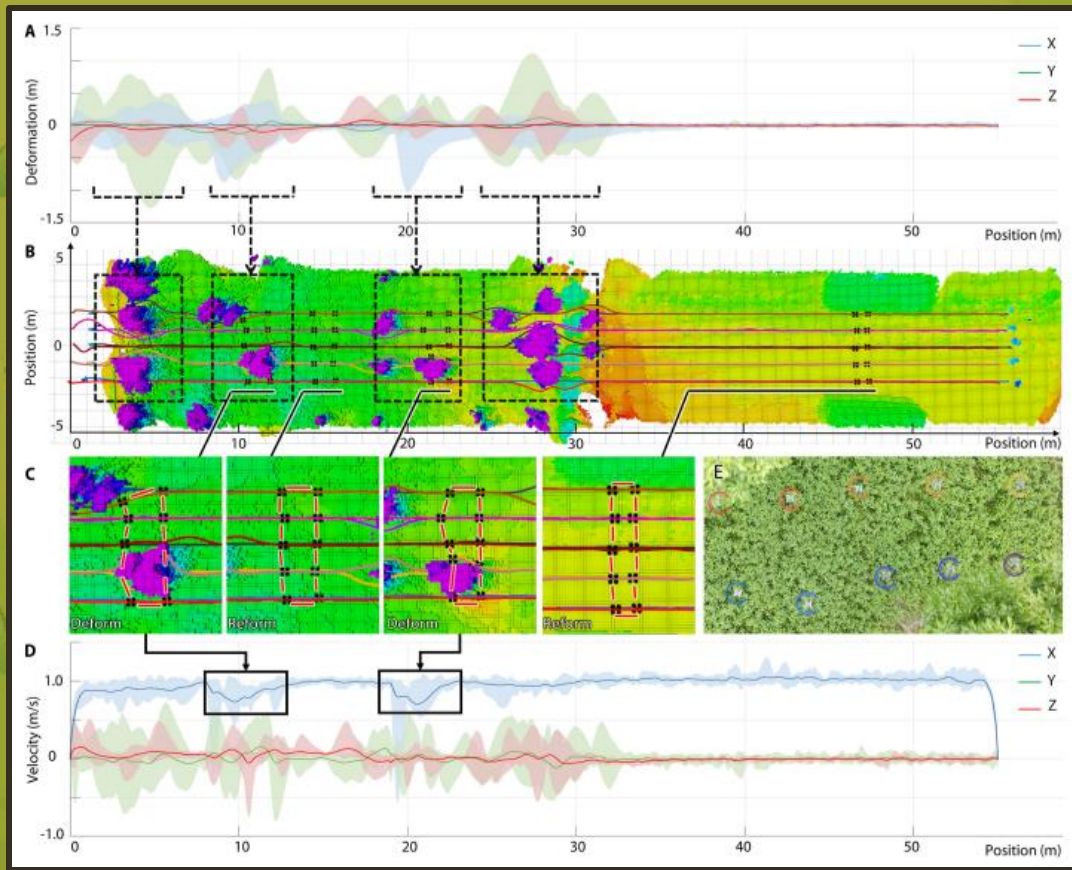 A
1.5
0
-1.5
Deformation (m)
X
Y
Z
0
10
20
30
40
50
Position (m)
B
5
0
-5
Position (m)
0
10
20
30
40
50
Position (m)
C
Deform
Reform
Deform
Reform
E
D
1.0
0
-1.0
Velocity (m/s)
X
Y
Z
0
10
20
30
40
50
Position (m)